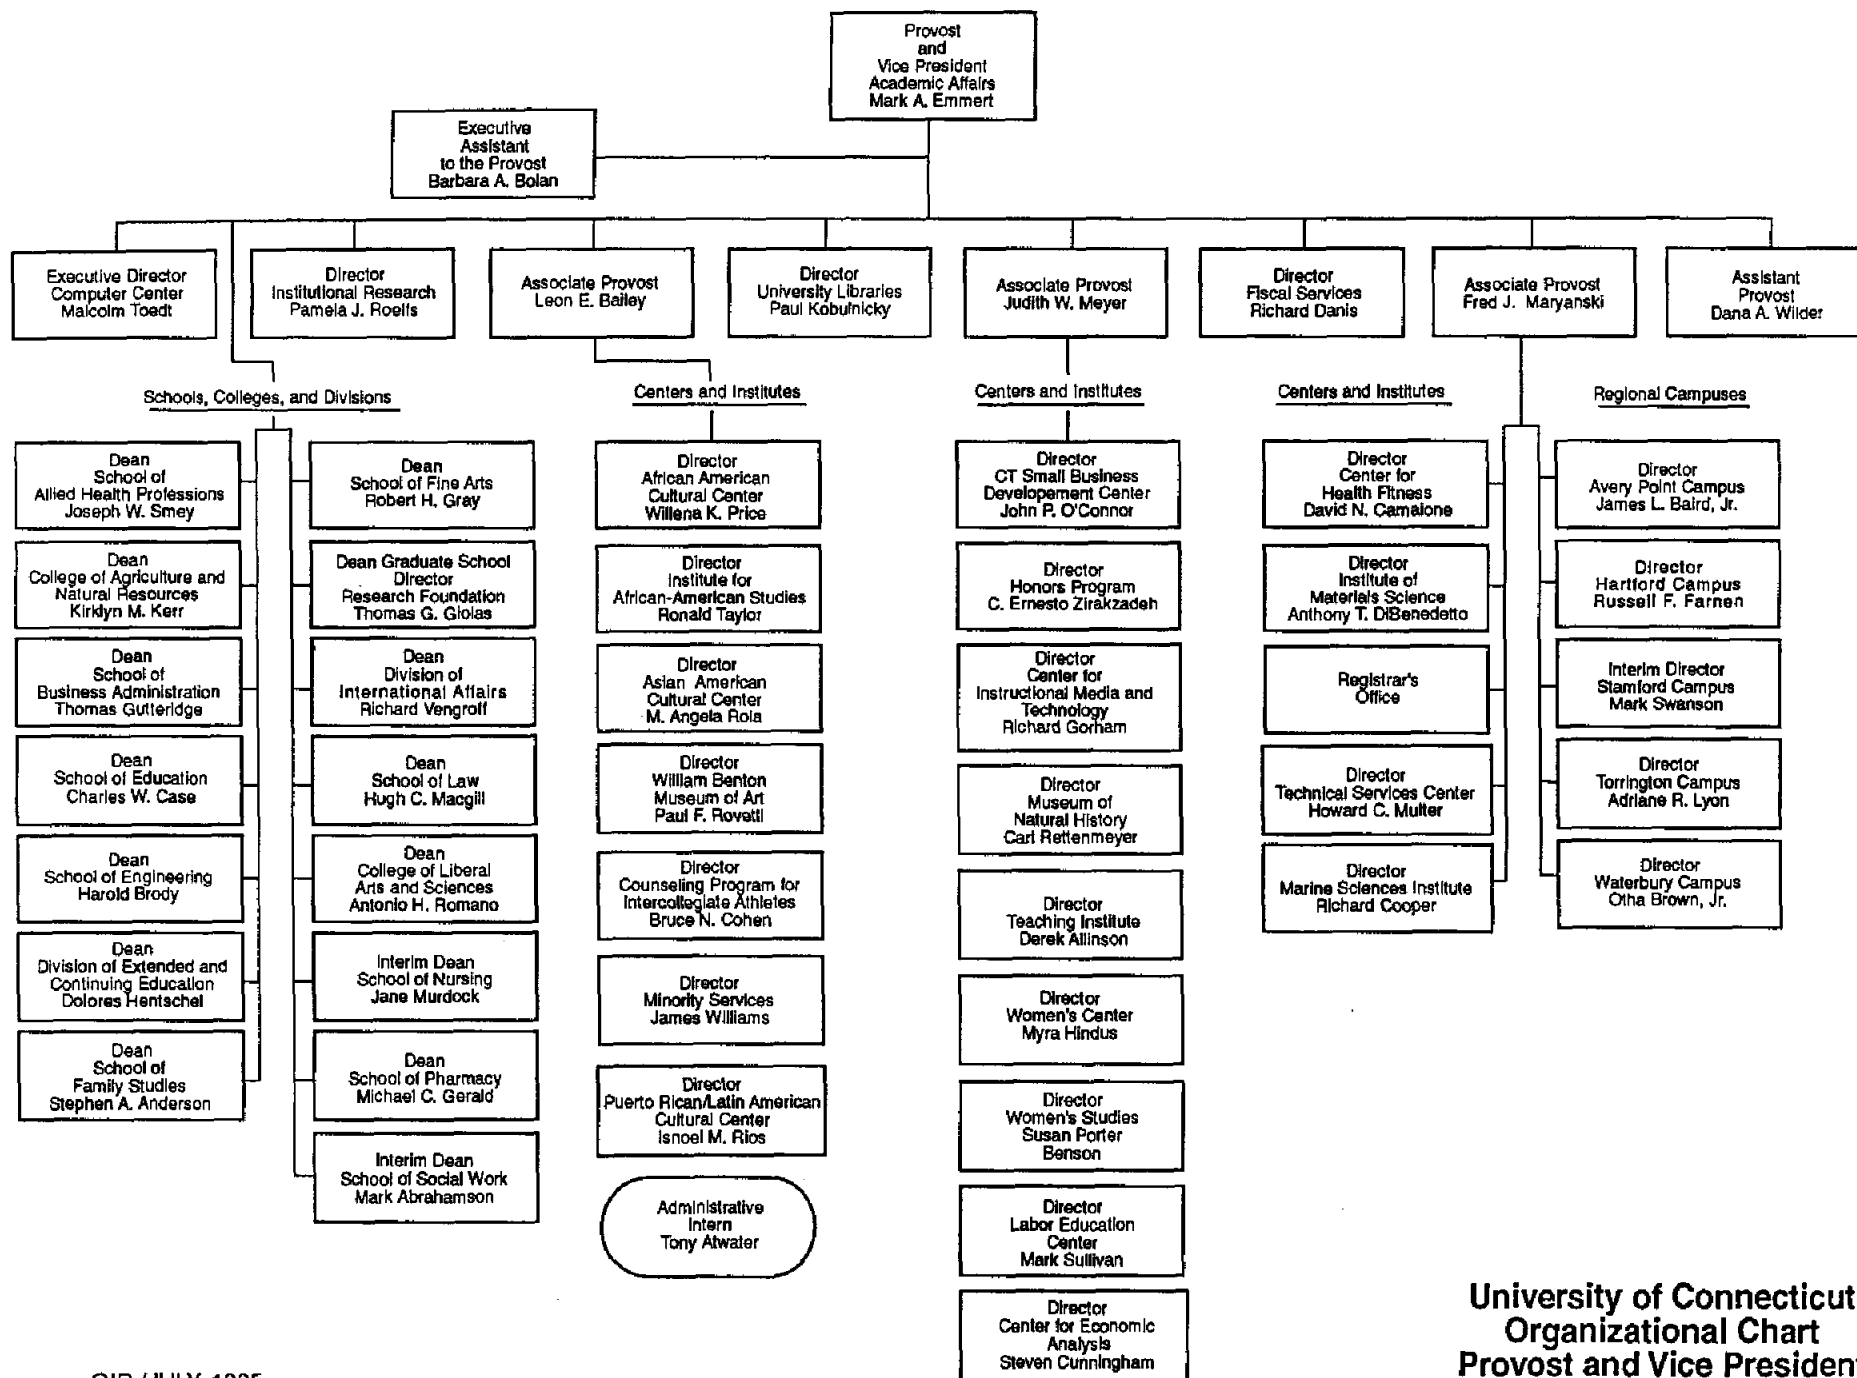 Provost
and
Vice President
Academic Affairs
Mark A. Emmert
Executive
Assistant
to the Provost
Barbara A. Bolan
Executive Director
Computer Center
Malcolm Toedt
Director
Institutional Research
Pamela J. Roelfs
Associate Provost
Leon E. Bailey
Director
University Libraries
Paul Kobulnicky
Associate Provost
Judith W. Meyer
Director
Fiscal Services
Richard Danis
Associate Provost
Fred J. Maryanski
Assistant
Provost
Dana A. Wilder
Schools, Colleges, and Divisions
Dean
School of
Allied Health Professions
Joseph W. Smey
Dean
College of Agriculture and
Natural Resources
Kirklyn M. Kerr
Dean
School of
Business Administration
Thomas Gutteridge
Dean
School of Education
Charles W. Case
Dean
School of Engineering
Harold Brody
Dean
Division of Extended and
Continuing Education
Dolores Hentschel
Dean
School of
Family Studies
Stephen A. Anderson
Dean
School of Fine Arts
Robert H. Gray
Dean Graduate School
Director
Research Foundation
Thomas G. Giolas
Dean
Division of
International Affairs
Richard Vengroff
Dean
School of Law
Hugh C. Macgill
Dean
College of Liberal
Arts and Sciences
Antonio H. Romano
Interim Dean
School of Nursing
Jane Murdock
Dean
School of Pharmacy
Michael C. Gerald
Interim Dean
School of Social Work
Mark Abrahamson
Centers and Institutes
Director
African American
Cultural Center
Willena K. Price
Director
Institute for
African-American Studies
Ronald Taylor
Director
Asian American
Cultural Center
M. Angela Rola
Director
William Benton
Museum of Art
Paul F. Rovetti
Director
Counseling Program for
Intercollegiate Athletes
Bruce N. Cohen
Director
Minority Services
James Williams
Director
Puerto Rican/Latin American
Cultural Center
Isnoel M. Rios
Administrative
Intern
Tony Atwater
Centers and Institutes
Director
CT Small Business
Developement Center
John P. O'Connor
Director
Honors Program
C. Ernesto Zirakzadeh
Director
Center for
Instructional Media and
Technology
Richard Gorham
Director
Museum of
Natural History
Carl Rettenmeyer
Director
Teaching Institute
Derek Allinson
Director
Women's Center
Myra Hindus
Director
Women's Studies
Susan Porter
Benson
Director
Labor Education
Center
Mark Sullivan
Director
Center for Economic
Analysis
Steven Cunningham
Centers and Institutes
Director
Center for
Health Fitness
David N. Camaione
Director
Institute of
Materials Science
Anthony T. DiBenedetto
Registrar's
Office
Director
Technical Services Center
Howard C. Multer
Director
Marine Sciences Institute
Richard Cooper
Regional Campuses
Director
Avery Point Campus
James L. Baird, Jr.
Director
Hartford Campus
Russell F. Farnen
Interim Director
Stamford Campus
Mark Swanson
Director
Torrington Campus
Adriane R. Lyon
Director
Waterbury Campus
Otha Brown, Jr.
University of Connecticut
Organizational Chart
Provost and Vice President